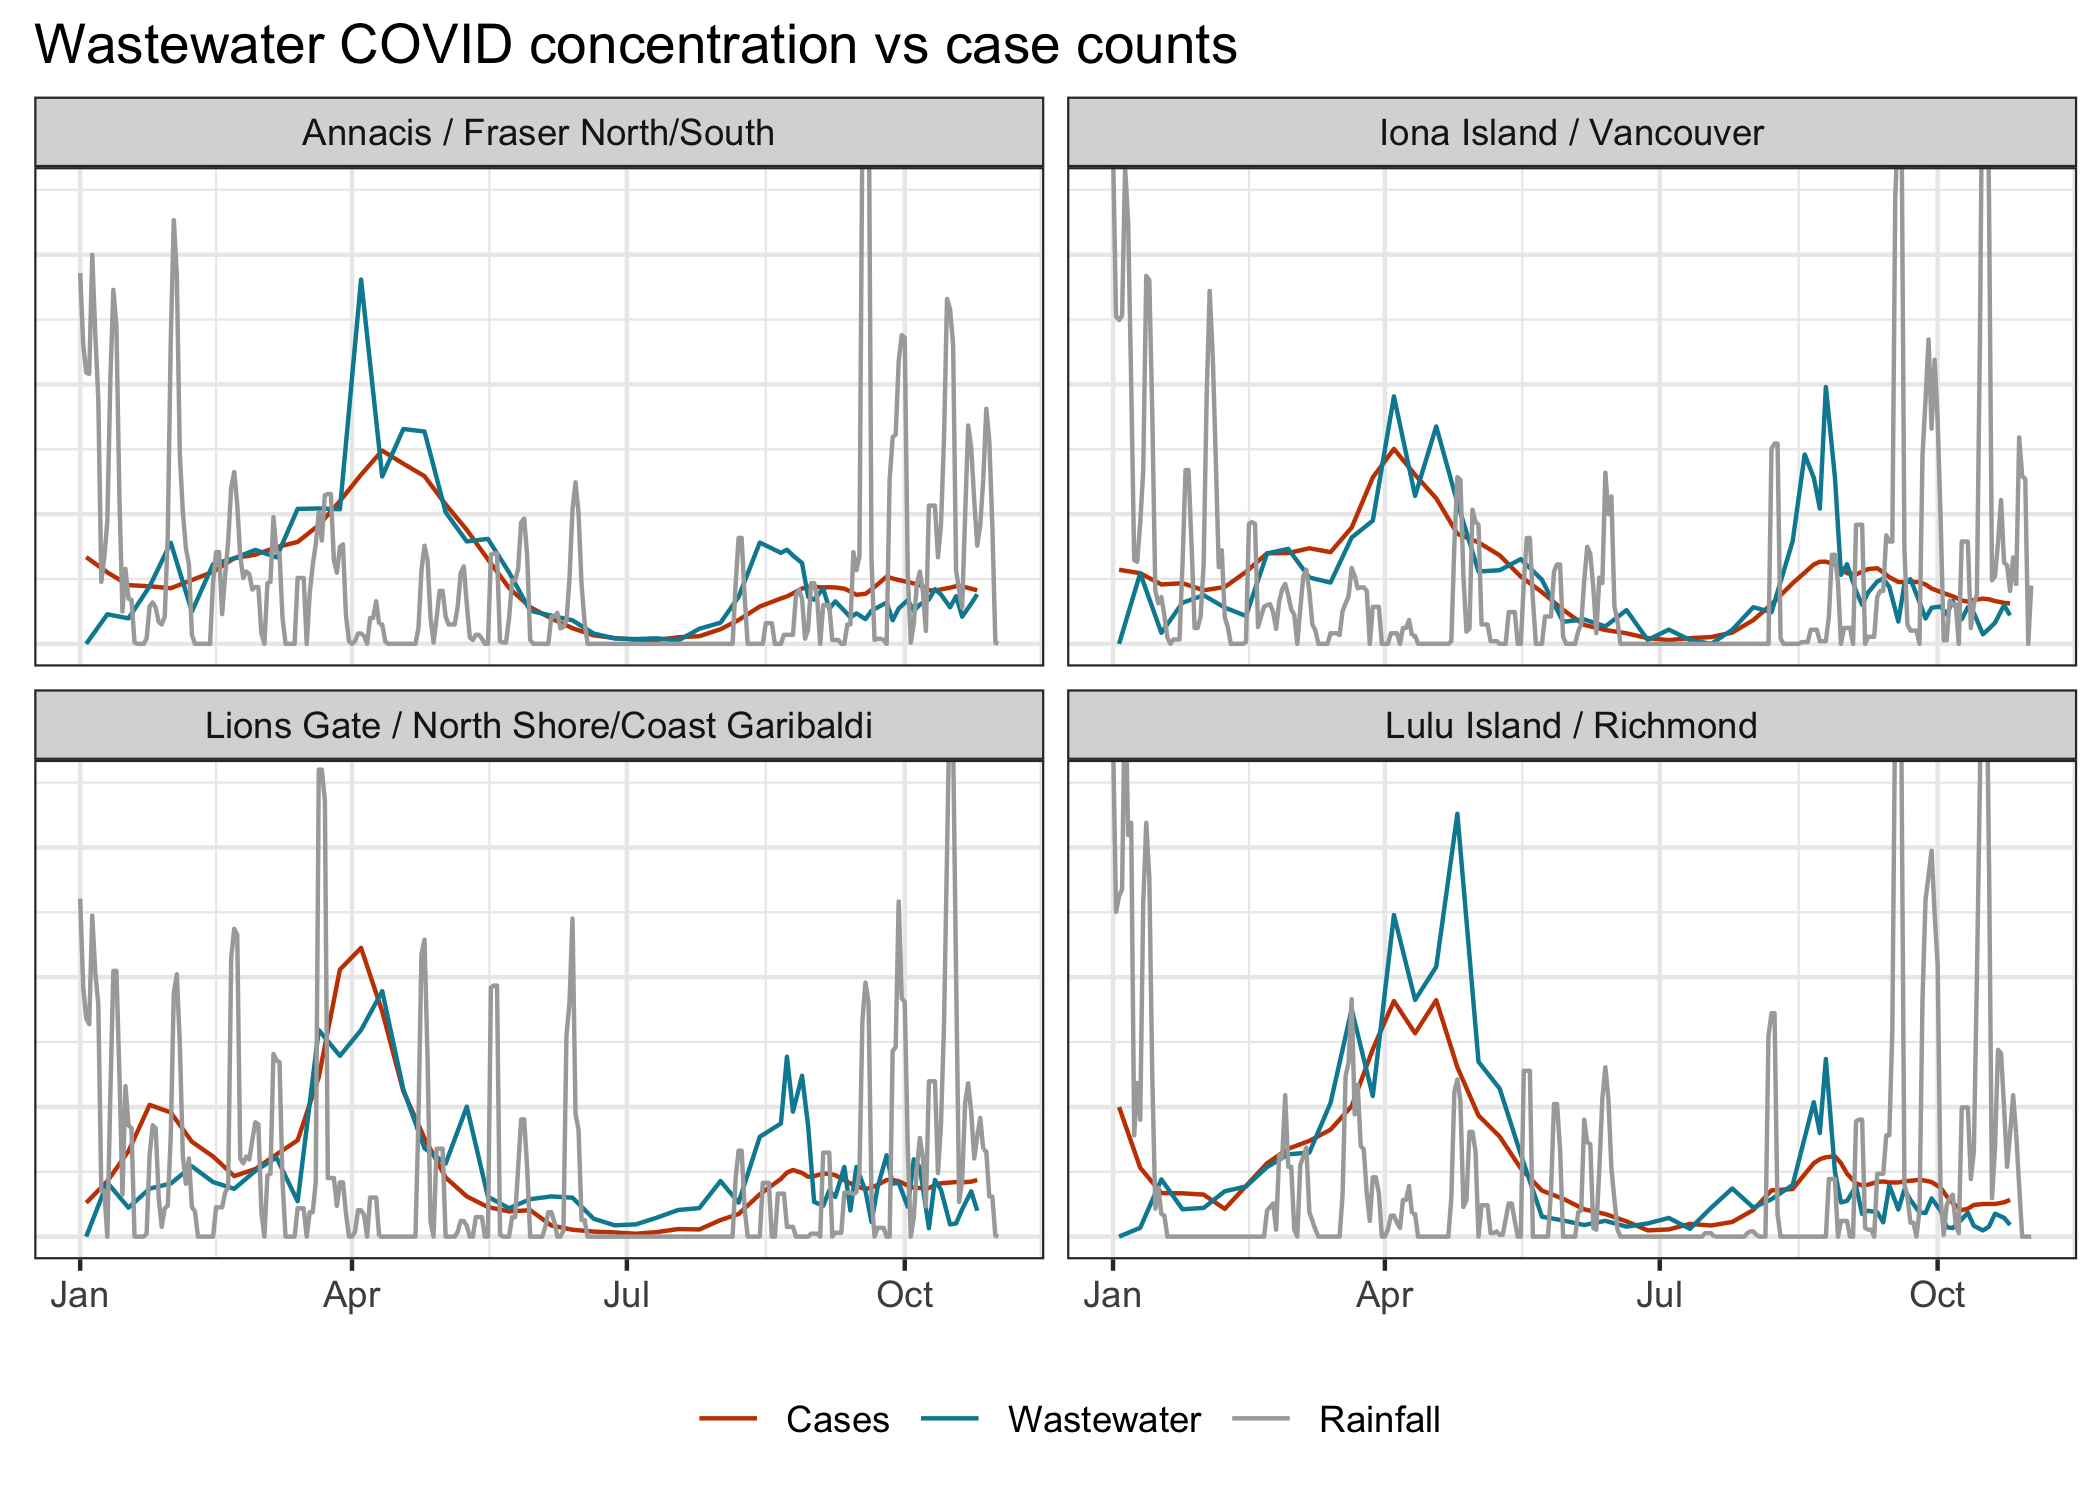 Wastewater COVID concentration vs case counts
Annacis / Fraser North/South
Iona Island / Vancouver
Lions Gate / North Shore/Coast Garibaldi
Lulu Island / Richmond
Jan Apr Jul Oct
Jan Apr Jul Oct
Cases Wastewater Rainfall